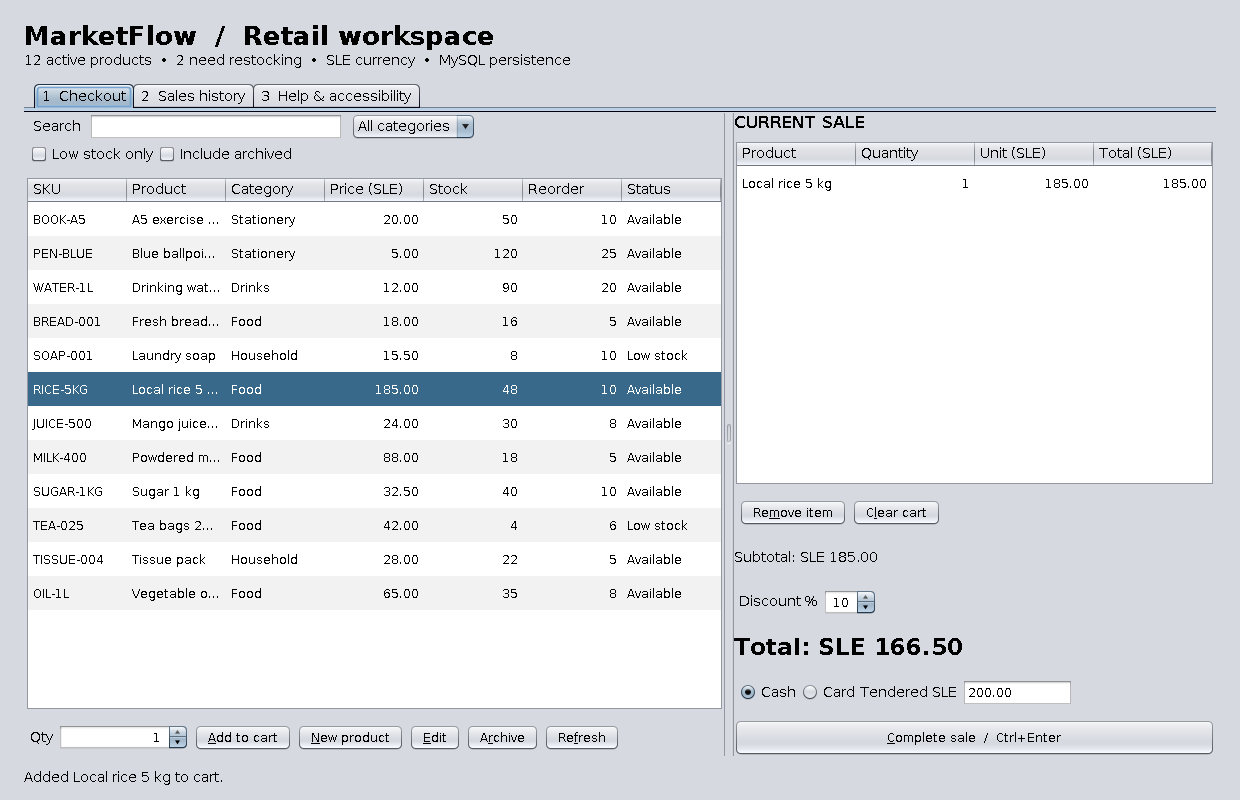 MarketFlow / Retail workspace
12 active products • 2 need restocking • SLE currency • MySQL persistence
1 Checkout 2 Sales history 3 Help & accessibility
Search All categories
Low stock only Include archived
SKU Product Category Price (SLE) Stock Reorder Status
BOOK-A5 A5 exercise ... Stationery 20.00 50 10 Available
PEN-BLUE Blue ballpoi... Stationery 5.00 120 25 Available
WATER-1L Drinking wat... Drinks 12.00 90 20 Available
BREAD-001 Fresh bread... Food 18.00 16 5 Available
SOAP-001 Laundry soap Household 15.50 8 10 Low stock
RICE-5KG Local rice 5 ... Food 185.00 48 10 Available
JUICE-500 Mango juice... Drinks 24.00 30 8 Available
MILK-400 Powdered m... Food 88.00 18 5 Available
SUGAR-1KG Sugar 1 kg Food 32.50 40 10 Available
TEA-025 Tea bags 2... Food 42.00 4 6 Low stock
TISSUE-004 Tissue pack Household 28.00 22 5 Available
OIL-1L Vegetable o... Food 65.00 35 8 Available
Qty 1 Add to cart New product Edit Archive Refresh
CURRENT SALE
Product Quantity Unit (SLE) Total (SLE)
Local rice 5 kg 1 185.00 185.00
Remove item Clear cart
Subtotal: SLE 185.00
Discount % 10
Total: SLE 166.50
Cash Card Tendered SLE 200.00
Complete sale / Ctrl+Enter
Added Local rice 5 kg to cart.